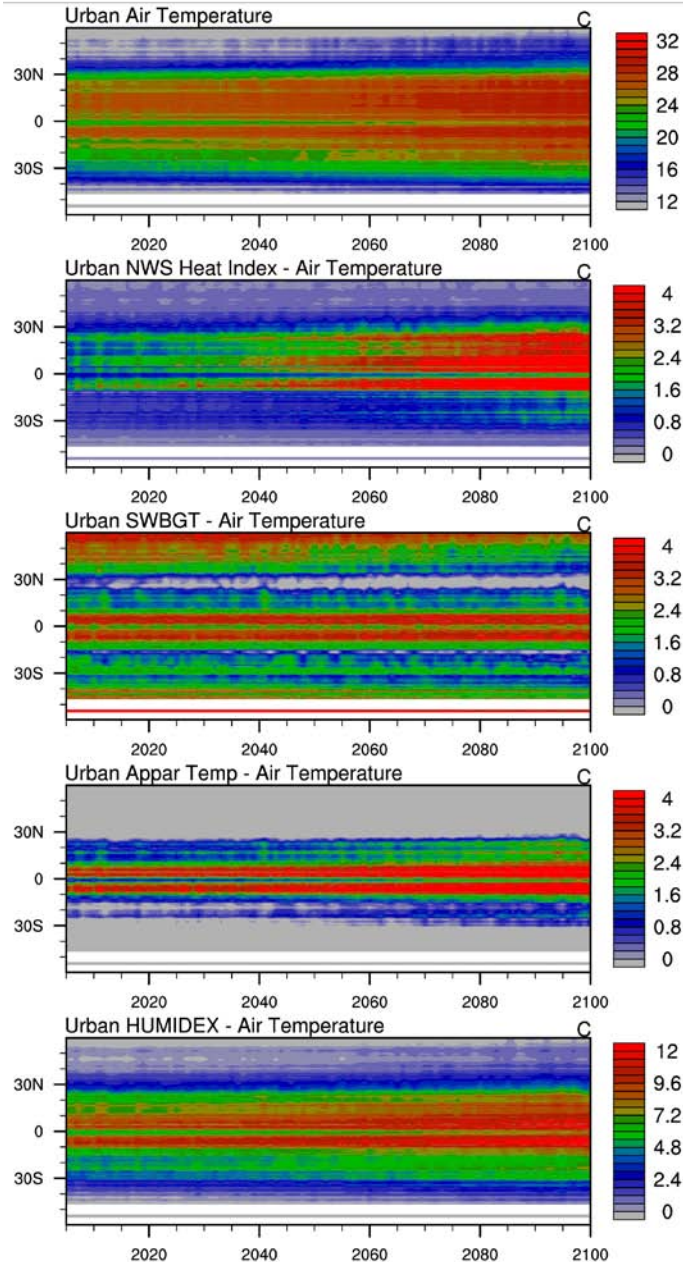 Urban Air Temperature C
30N
0
30S
2020 2040 2060 2080 2100
32
28
24
20
16
12
Urban NWS Heat Index - Air Temperature C
30N
0
30S
2020 2040 2060 2080 2100
4
3.2
2.4
1.6
0.8
0
Urban SWBGT - Air Temperature C
30N
0
30S
2020 2040 2060 2080 2100
4
3.2
2.4
1.6
0.8
0
Urban Appar Temp - Air Temperature C
30N
0
30S
2020 2040 2060 2080 2100
4
3.2
2.4
1.6
0.8
0
Urban HUMIDEX - Air Temperature C
30N
0
30S
2020 2040 2060 2080 2100
12
9.6
7.2
4.8
2.4
0